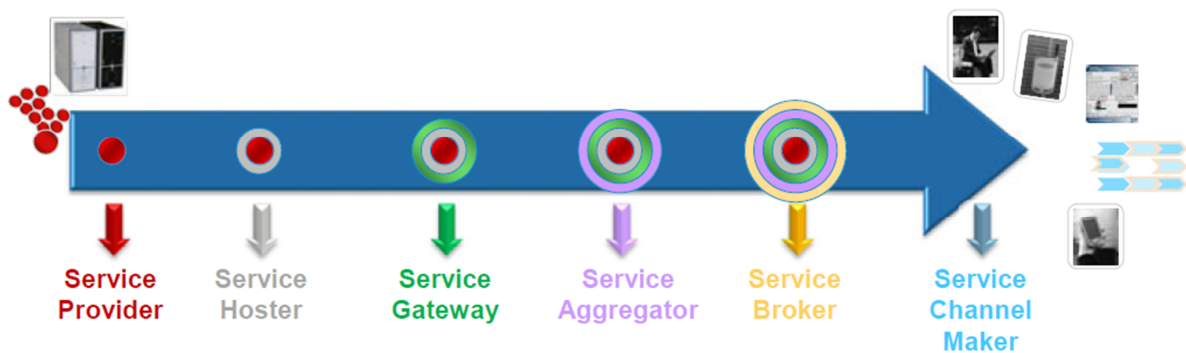 Service
Provider
Service
Hoster
Service
Gateway
Service
Aggregator
Service
Broker
Service
Channel
Maker